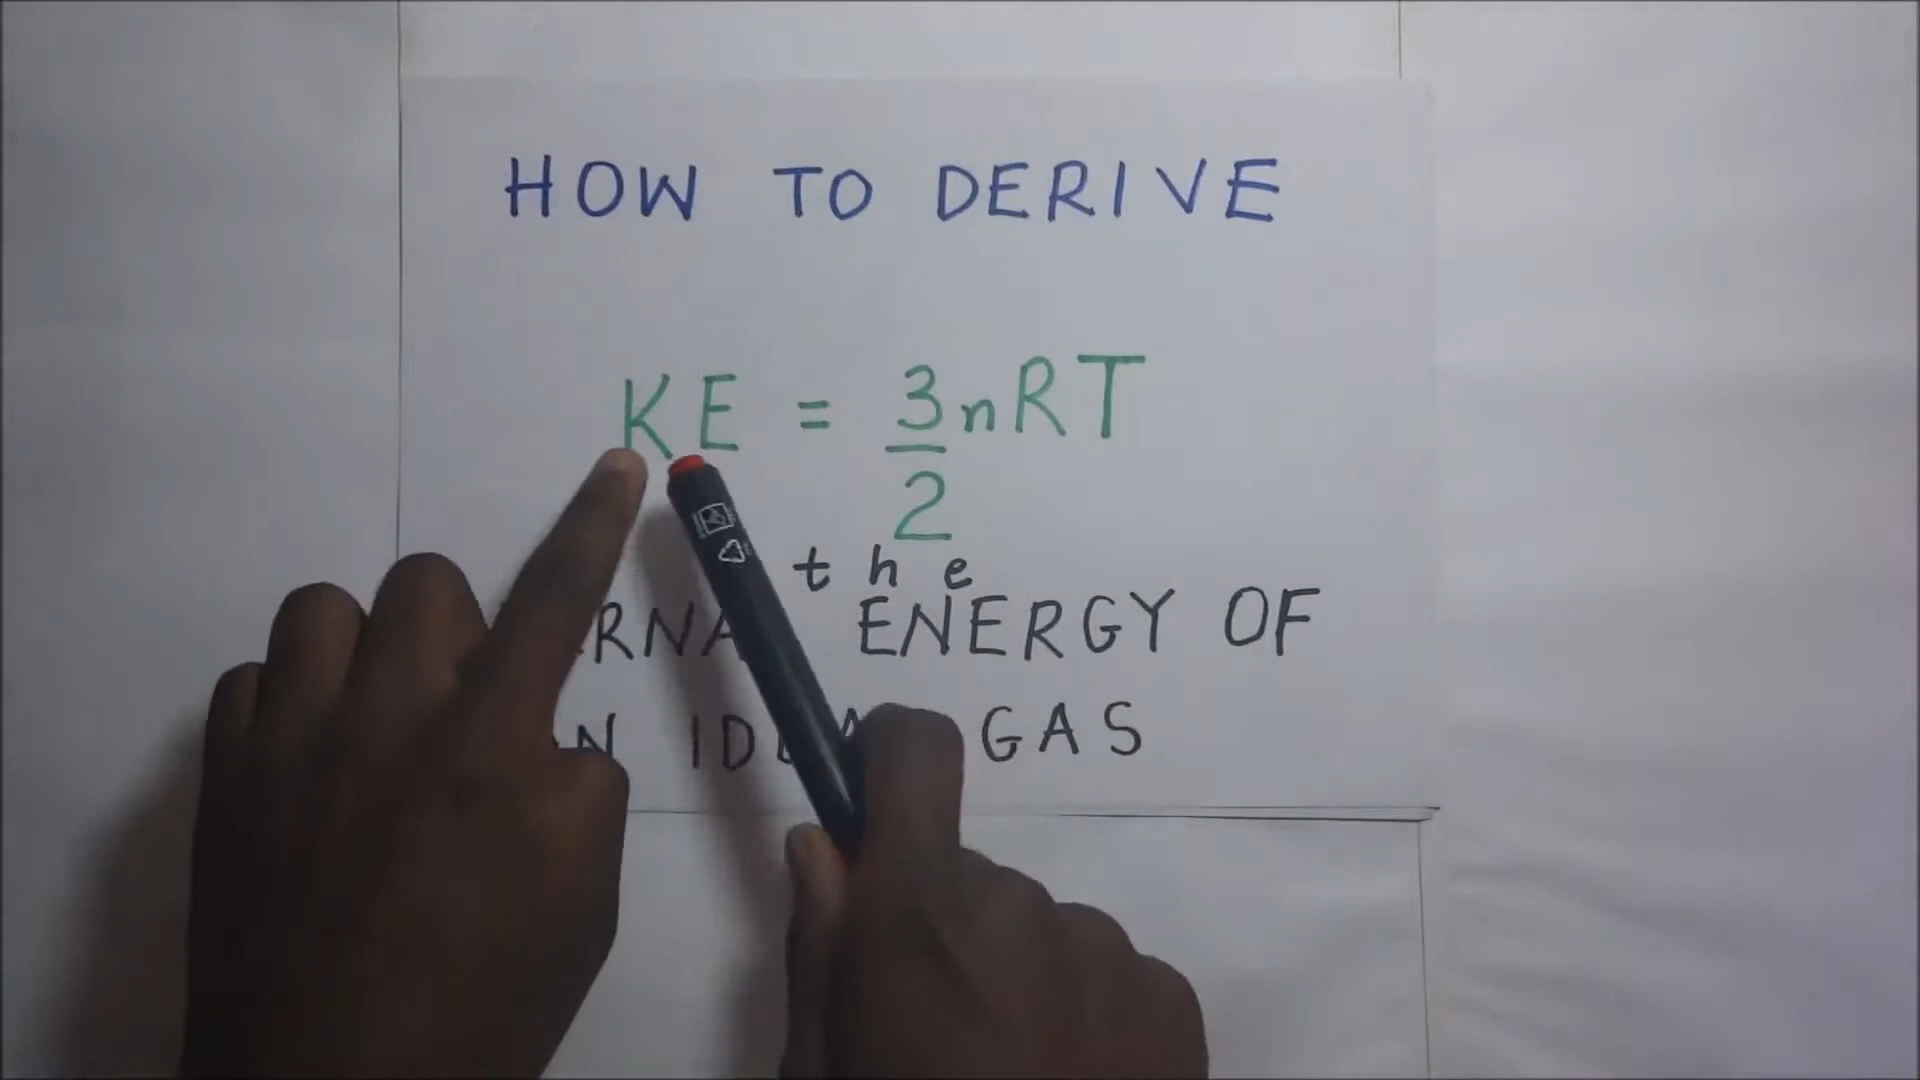 HOW TO DERIVE
KE = 3/2 nRT
the
ENERGY OF
GAS